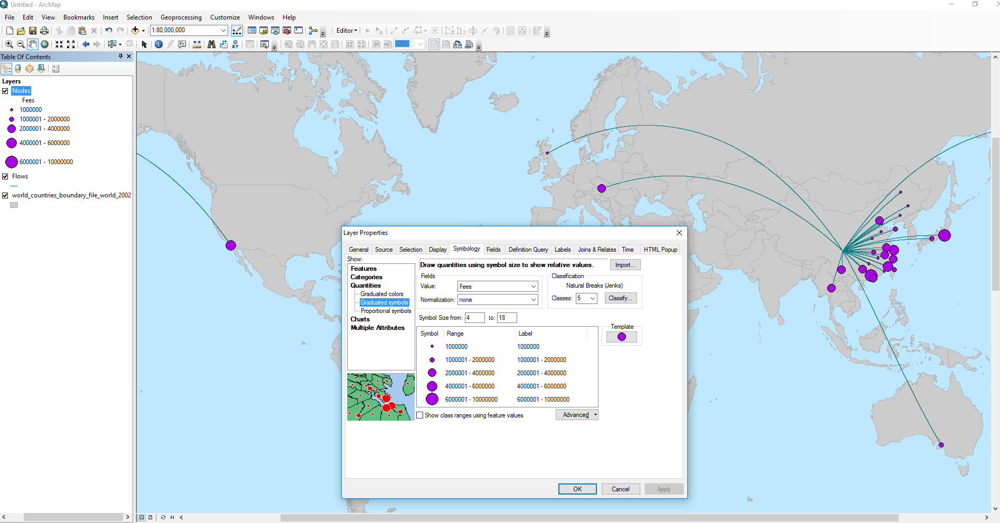 Untitled - ArcMap
File Edit View Bookmarks Insert Selection Geoprocessing Customize Windows Help
1:80,000,000
Editor
100%
Table Of Contents
Layers
Nodes
Fees
1000000
1000001 - 2000000
2000001 - 4000000
4000001 - 6000000
6000001 - 10000000
Flows
world_countries_boundary_file_world_2002
Layer Properties
General Source Selection Display Symbology Fields Definition Query Labels Joins & Relates Time HTML Popup
Show:
Features
Categories
Quantities
Graduated colors
Graduated symbols
Proportional symbols
Charts
Multiple Attributes
Draw quantities using symbol size to show relative values.
Import...
Fields
Value: Fees
Normalization: none
Classification
Natural Breaks (Jenks)
Classes: 5 Classify...
Symbol Size from: 4 to: 18
Symbol Range Label
1000000 1000000
1000001 - 2000000 1000001 - 2000000
2000001 - 4000000 2000001 - 4000000
4000001 - 6000000 4000001 - 6000000
6000001 - 10000000 6000001 - 10000000
Template
Show class ranges using feature values
Advanced
OK Cancel Apply